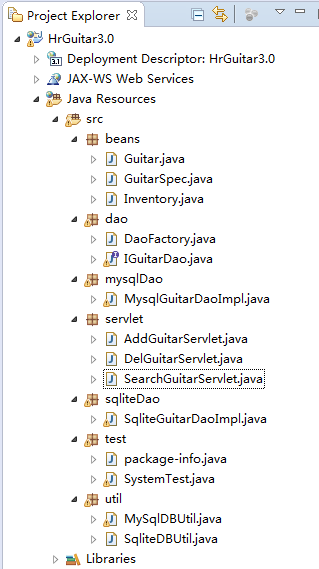 Project Explorer
HrGuitar3.0
Deployment Descriptor: HrGuitar3.0
JAX-WS Web Services
Java Resources
src
beans
Guitar.java
GuitarSpec.java
Inventory.java
dao
DaoFactory.java
IGuitarDao.java
mysqlDao
MysqlGuitarDaoImpl.java
servlet
AddGuitarServlet.java
DelGuitarServlet.java
SearchGuitarServlet.java
sqliteDao
SqliteGuitarDaoImpl.java
test
package-info.java
SystemTest.java
util
MySqlDBUtil.java
SqliteDBUtil.java
Libraries